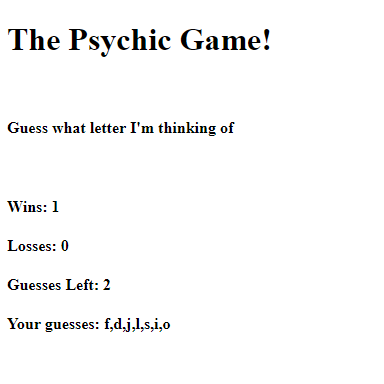 The Psychic Game!
Guess what letter I'm thinking of
Wins: 1
Losses: 0
Guesses Left: 2
Your guesses: f,d,j,l,s,i,o